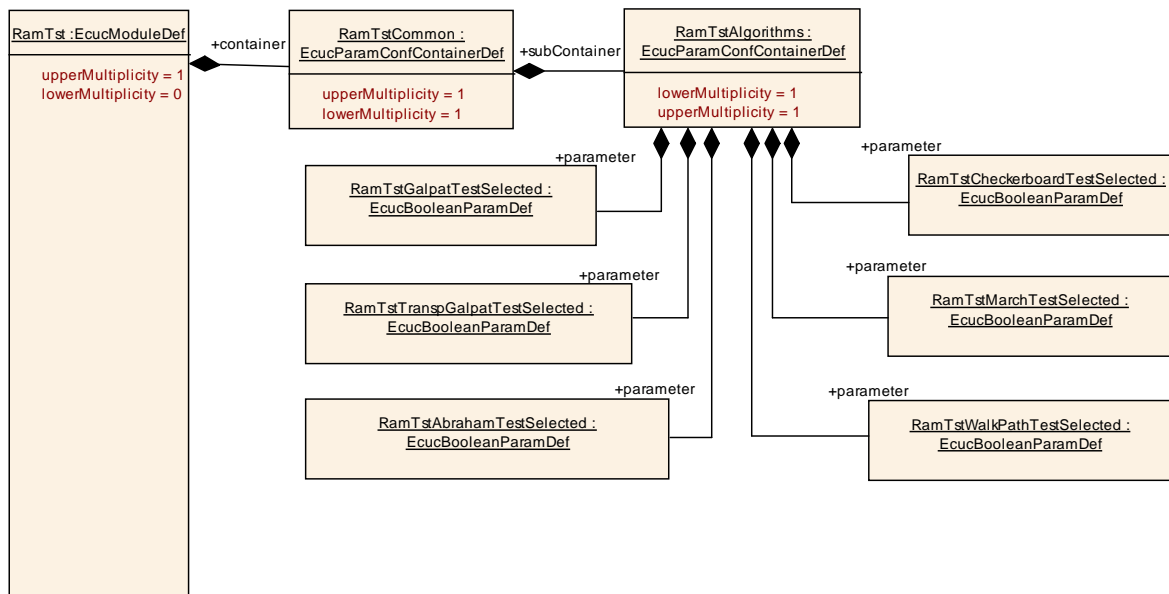 RamTst :EcucModuleDef
upperMultiplicity = 1
lowerMultiplicity = 0
+container
RamTstCommon :
EcucParamConfContainerDef
upperMultiplicity = 1
lowerMultiplicity = 1
+subContainer
RamTstAlgorithms :
EcucParamConfContainerDef
lowerMultiplicity = 1
upperMultiplicity = 1
+parameter
RamTstGalpatTestSelected :
EcucBooleanParamDef
+parameter
RamTstCheckerboardTestSelected :
EcucBooleanParamDef
+parameter
RamTstTranspGalpatTestSelected :
EcucBooleanParamDef
+parameter
RamTstMarchTestSelected :
EcucBooleanParamDef
+parameter
RamTstAbrahamTestSelected :
EcucBooleanParamDef
+parameter
RamTstWalkPathTestSelected :
EcucBooleanParamDef